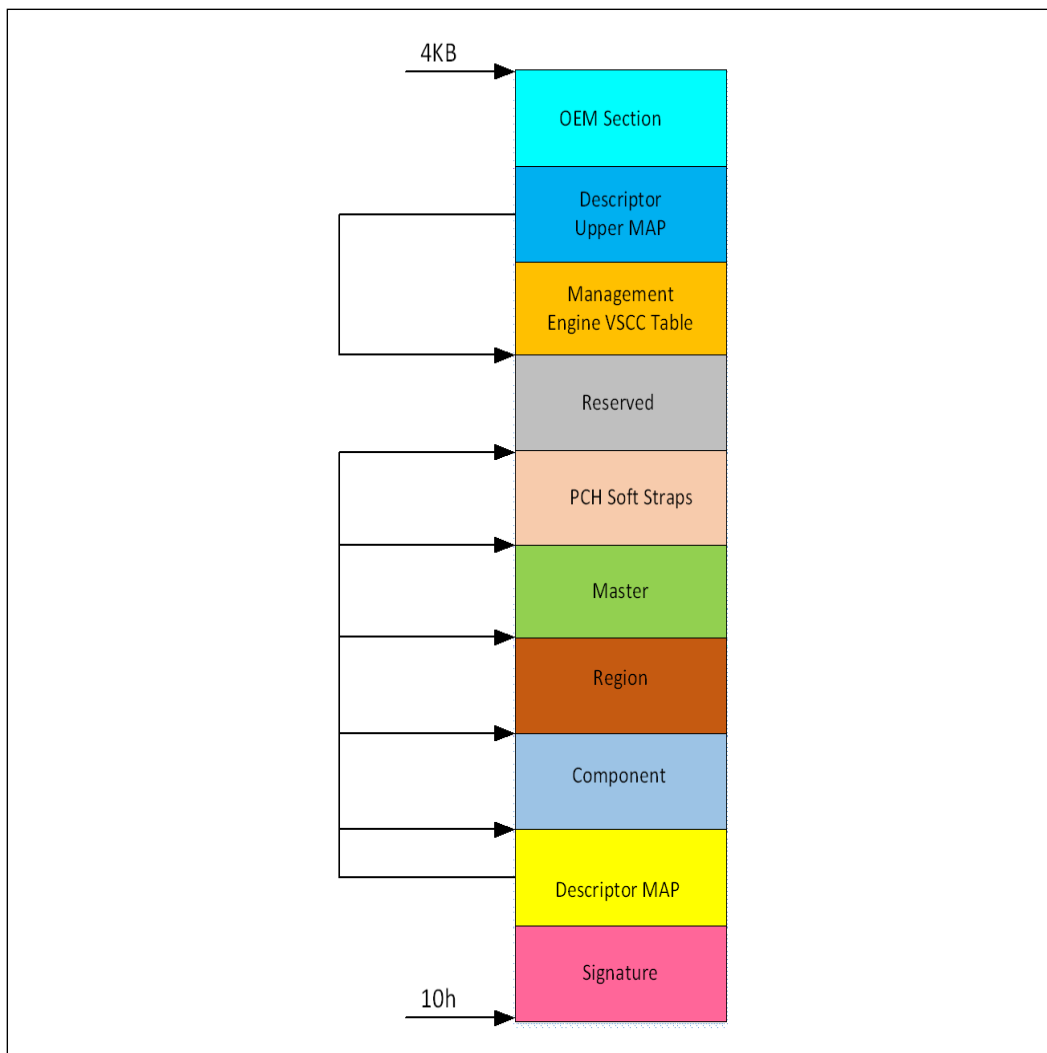 4KB
OEM Section
Descriptor
Upper MAP
Management
Engine VSCC Table
Reserved
PCH Soft Straps
Master
Region
Component
Descriptor MAP
Signature
10h